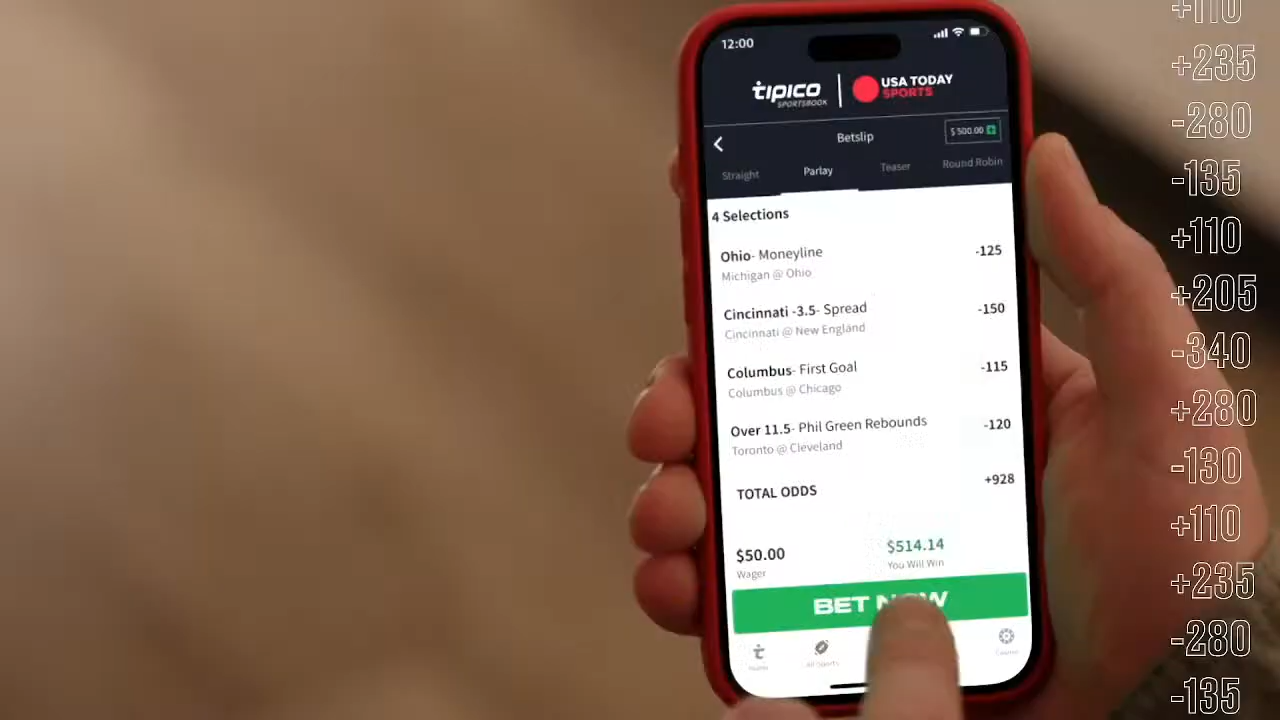 12:00
tipico
SPORTSBOOK
USA TODAY
SPORTS
Betslip
$ 500.00
Straight
Parlay
Teaser
Round Robin
4 Selections
Ohio- Moneyline
-125
Michigan @ Ohio
Cincinnati -3.5- Spread
-150
Cincinnati @ New England
Columbus- First Goal
-115
Columbus @ Chicago
Over 11.5- Phil Green Rebounds
-120
Toronto @ Cleveland
TOTAL ODDS
+928
$50.00
$514.14
Wager
You Will Win
BET NOW
All Sports
+110
+235
-280
-135
+110
+205
-340
+280
-130
+110
+235
-280
-135